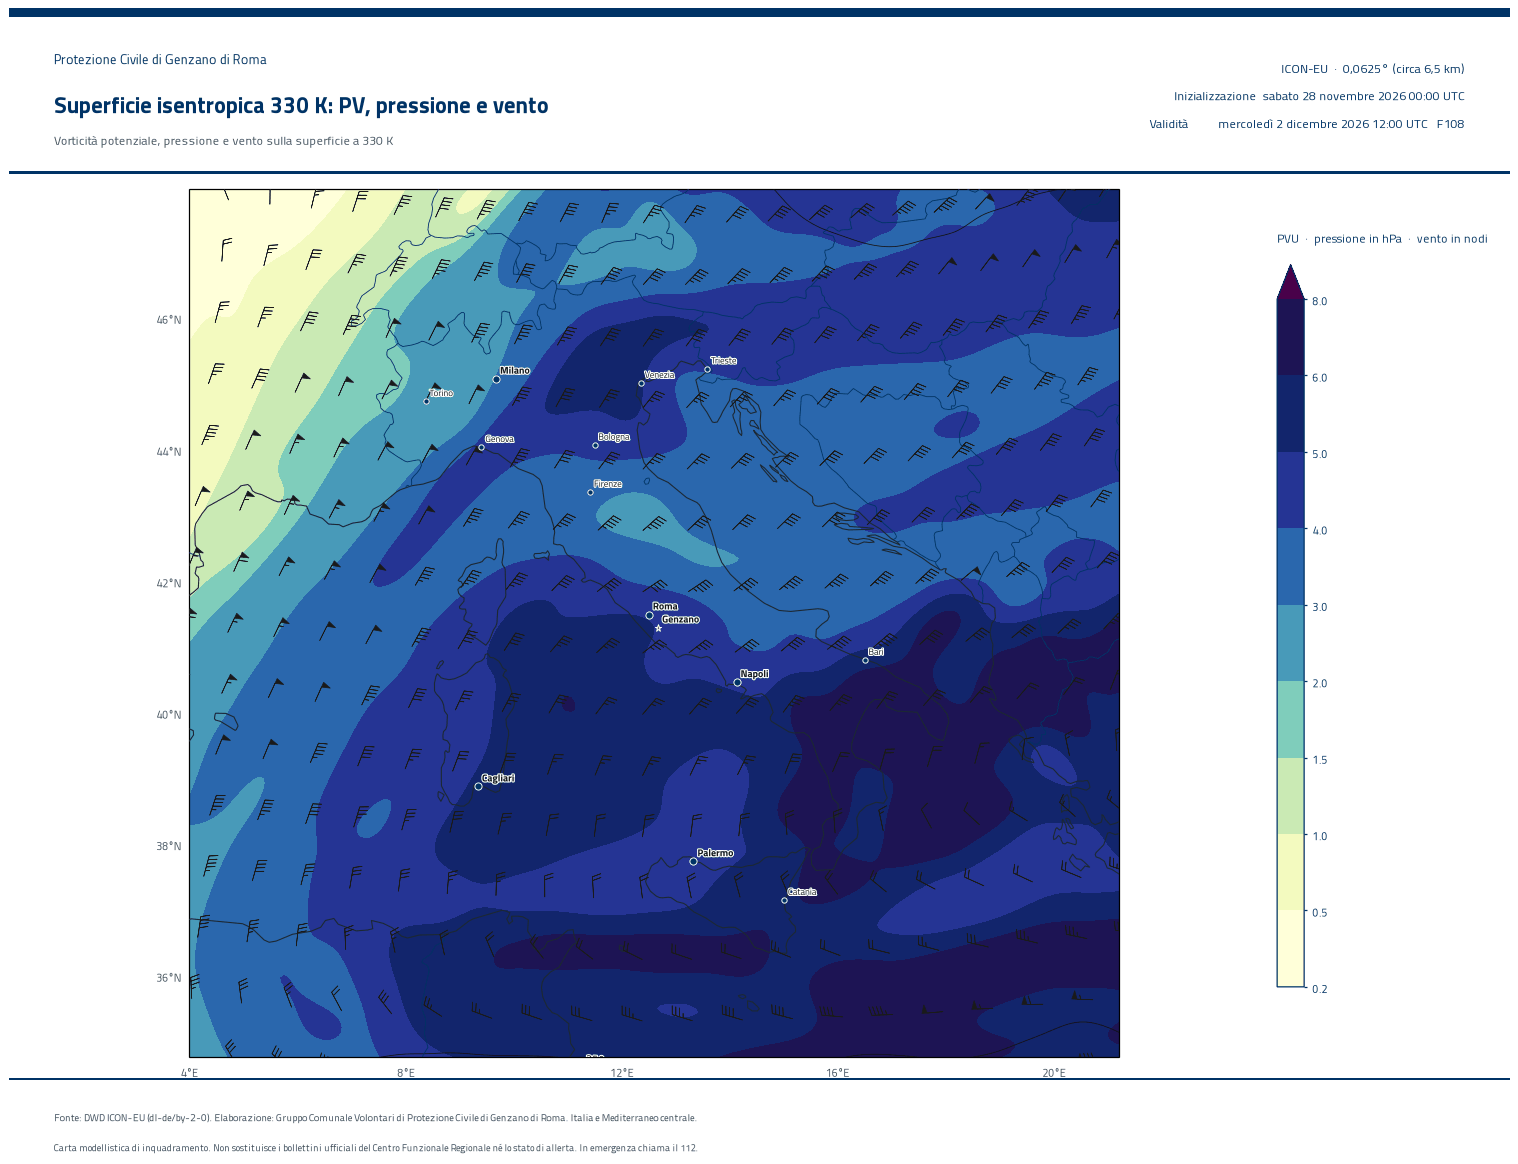 Protezione Civile di Genzano di Roma
Superficie isentropica 330 K: PV, pressione e vento
Vorticità potenziale, pressione e vento sulla superficie a 330 K
ICON-EU · 0,0625° (circa 6,5 km)
Inizializzazione sabato 28 novembre 2026 00:00 UTC
Validità mercoledì 2 dicembre 2026 12:00 UTC F108
PVU · pressione in hPa · vento in nodi
8.0
6.0
5.0
4.0
3.0
2.0
1.5
1.0
0.5
0.2
46°N
44°N
42°N
40°N
38°N
36°N
4°E
8°E
12°E
16°E
20°E
Trieste
Milano
Venezia
Torino
Genova
Bologna
Firenze
Roma
Genzano
Bari
Napoli
Cagliari
Palermo
Catania
Fonte: DWD ICON-EU (dl-de/by-2-0). Elaborazione: Gruppo Comunale Volontari di Protezione Civile di Genzano di Roma. Italia e Mediterraneo centrale.
Carta modellistica di inquadramento. Non sostituisce i bollettini ufficiali del Centro Funzionale Regionale né lo stato di allerta. In emergenza chiama il 112.